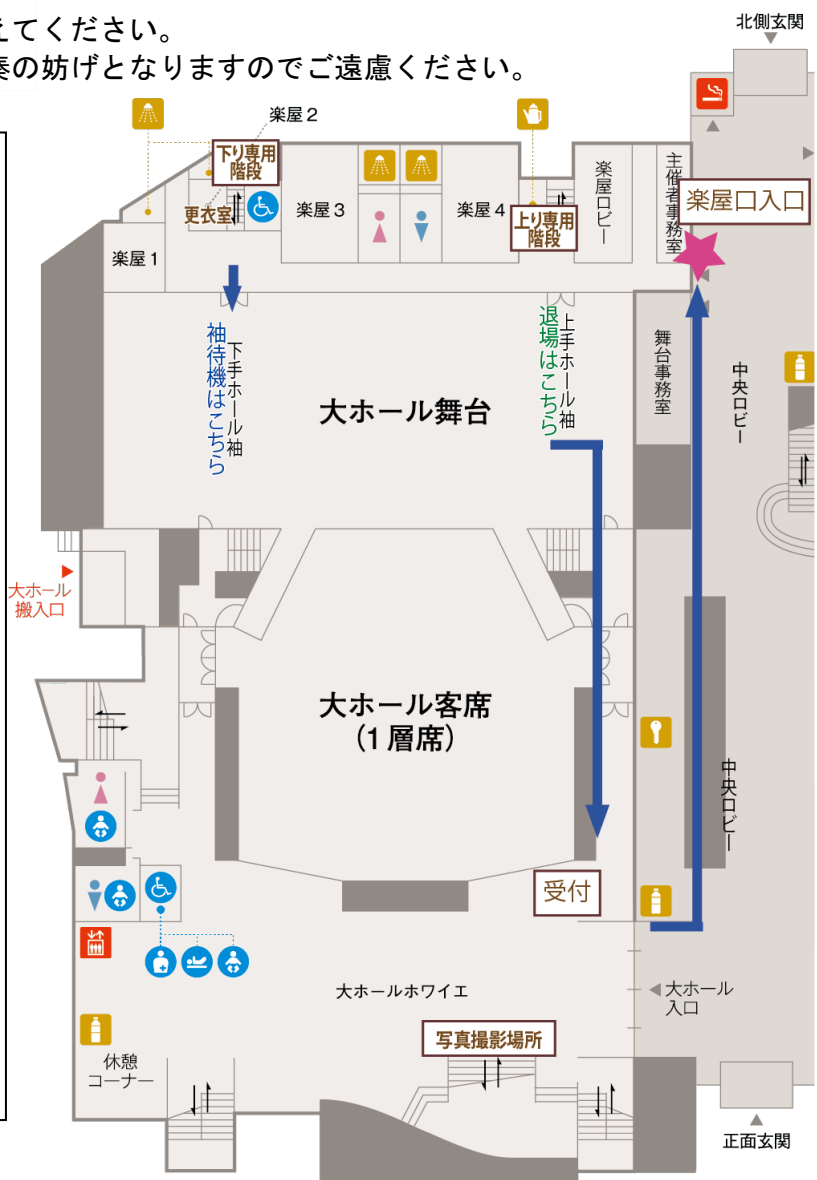 えてください。
奏の妨げとなりますのでご遠慮ください。
北側玄関
楽屋2
下り専用
階段
更衣室
楽屋3
楽屋4
上り専用
階段
楽屋ロビー
主催者事務室
楽屋口入口
楽屋1
袖待機はこちら
下手ホール袖
大ホール舞台
退場はこちら
上手ホール袖
舞台事務室
中央ロビー
大ホール
搬入口
大ホール客席
(1層席)
中央ロビー
受付
大ホールホワイエ
大ホール
入口
写真撮影場所
休憩
コーナー
正面玄関